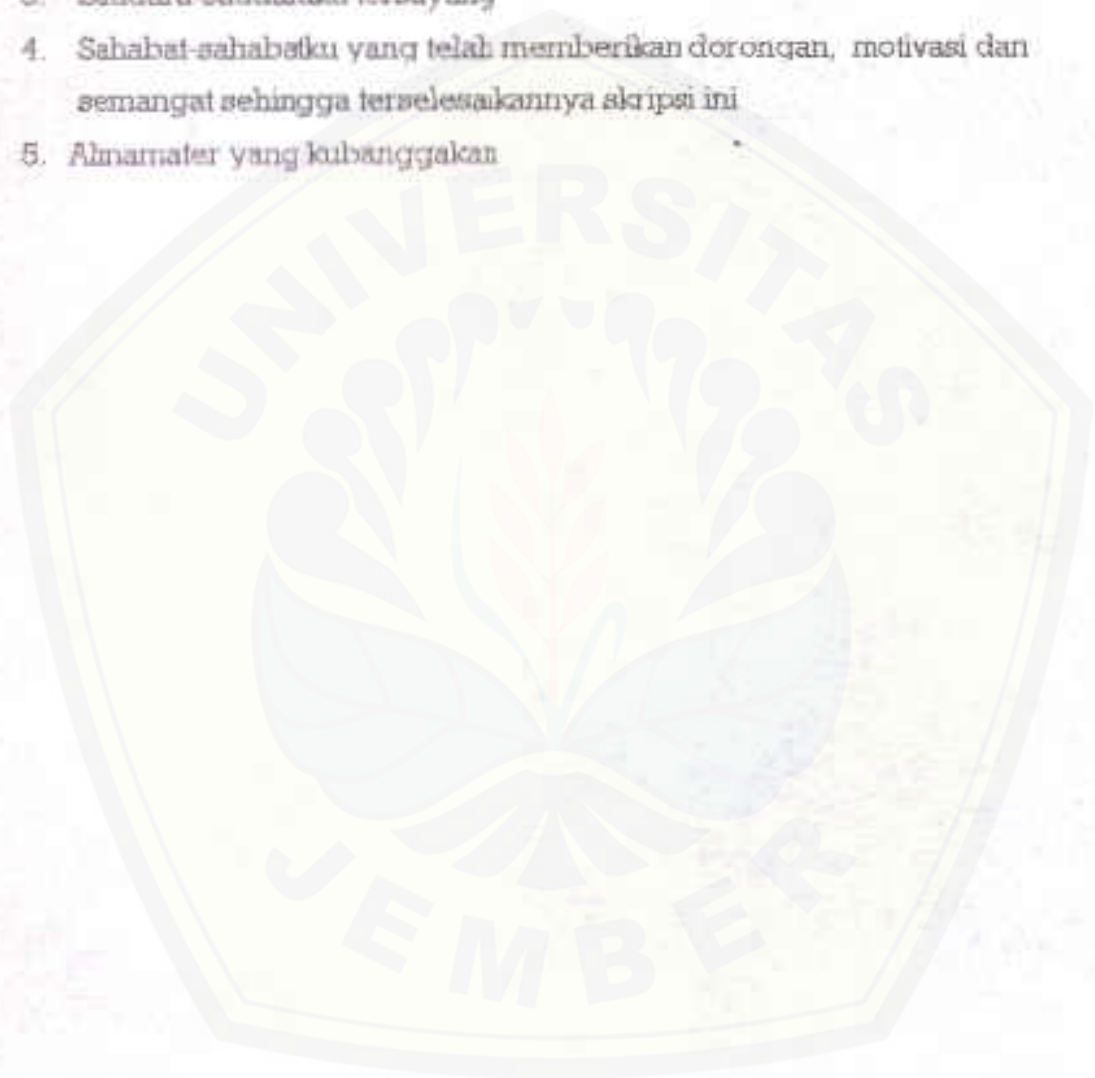 4. Sahabat-sahabatku yang telah memberikan dorongan, motivasi dan
semangat sehingga terselesaikannya skripsi ini
5. Almamater yang kubanggakan
UNIVERSITAS
JEMBER